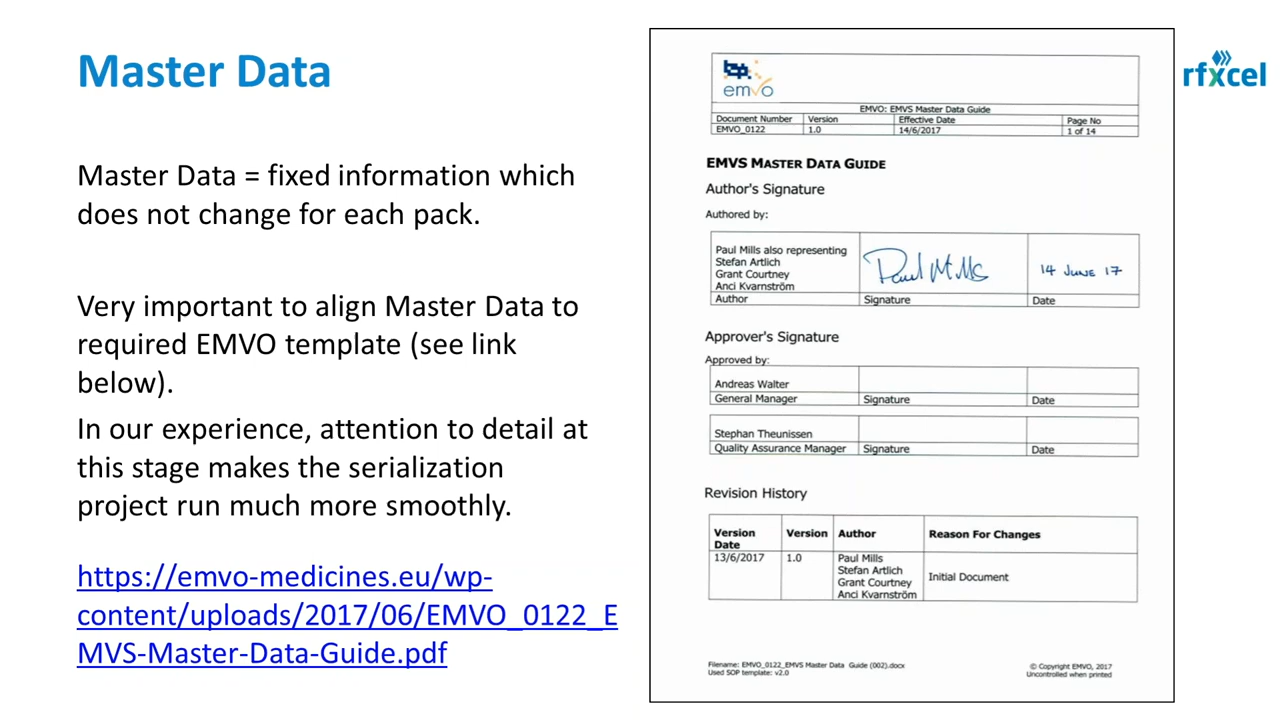 Master Data
rfxcel
Master Data = fixed information which
does not change for each pack.
Very important to align Master Data to
required EMVO template (see link
below).
In our experience, attention to detail at
this stage makes the serialization
project run much more smoothly.
https://emvo-medicines.eu/wp-
content/uploads/2017/06/EMVO_0122_E
MVS-Master-Data-Guide.pdf
emvo
EMVO: EMVS Master Data Guide
Document Number Version Effective Date Page No
EMVO_0122 1.0 14/6/2017 1 of 14
EMVS MASTER DATA GUIDE
Author's Signature
Authored by:
Paul Mills also representing
Stefan Artlich
Grant Courtney
Anci Kvarnström
Paul Mills
14 JUNE 17
Author Signature Date
Approver's Signature
Approved by:
Andreas Walter
General Manager Signature Date
Stephan Theunissen
Quality Assurance Manager Signature Date
Revision History
Version
Date
Version Author Reason For Changes
13/6/2017 1.0 Paul Mills
Stefan Artlich
Grant Courtney
Anci Kvarnström
Initial Document
Filename: EMVO_0122_EMVS Master Data Guide (002).docx
Used SOP template: v2.0
© Copyright EMVO, 2017
Uncontrolled when printed